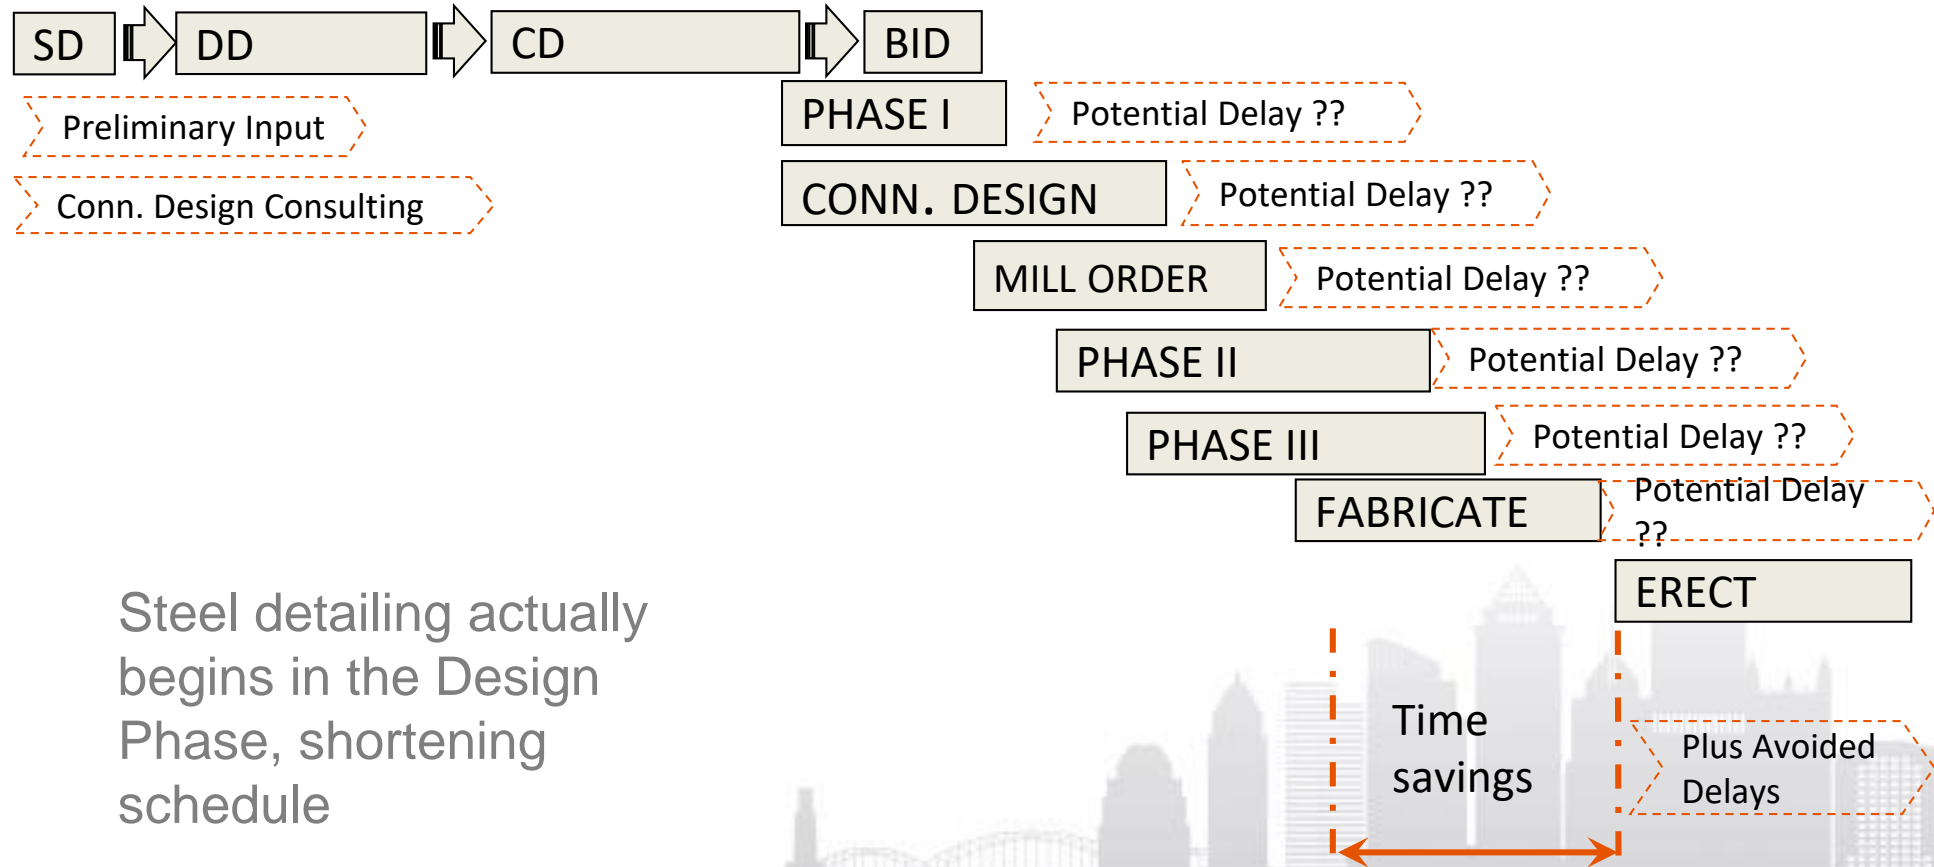 SD
DD
CD
BID
Preliminary Input
PHASE I
Potential Delay ??
Conn. Design Consulting
CONN. DESIGN
Potential Delay ??
MILL ORDER
Potential Delay ??
PHASE II
Potential Delay ??
PHASE III
Potential Delay ??
FABRICATE
Potential Delay
??
ERECT
Steel detailing actually
begins in the Design
Phase, shortening
schedule
Time
savings
Plus Avoided
Delays